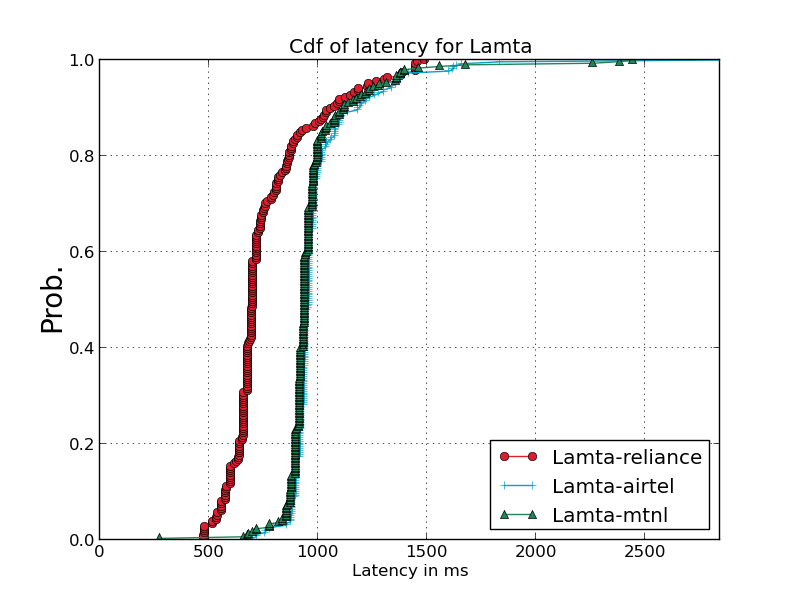 Cdf of latency for Lamta
Prob.
1.0
0.8
0.6
0.4
0.2
0.0
0 500 1000 1500 2000 2500
Latency in ms
Lamta-reliance
Lamta-airtel
Lamta-mtnl